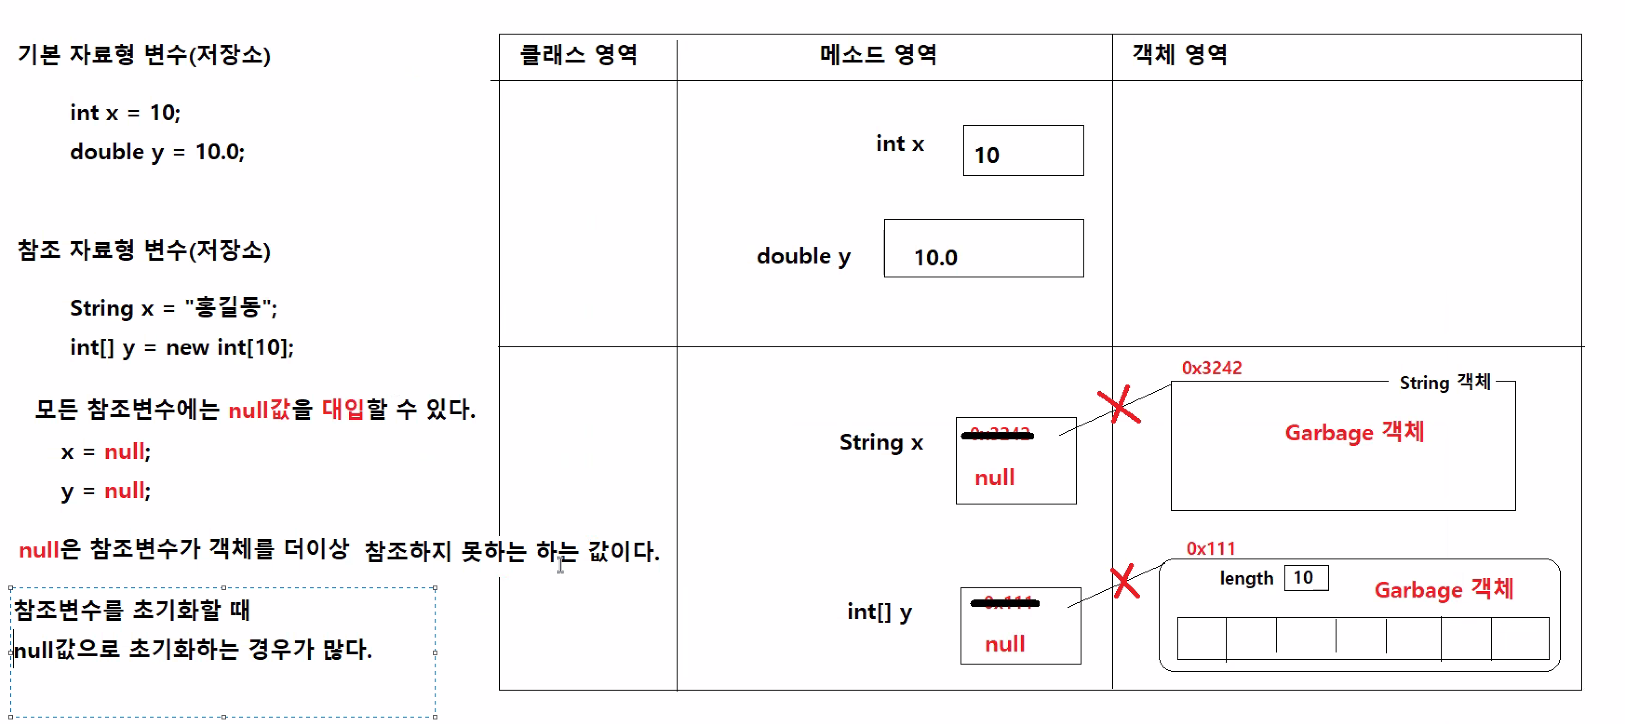 기본 자료형 변수(저장소)
int x = 10;
double y = 10.0;
참조 자료형 변수(저장소)
String x = "홍길동";
int[] y = new int[10];
모든 참조변수에는 null값을 대입할 수 있다.
x = null;
y = null;
null은 참조변수가 객체를 더이상 참조하지 못하는 하는 값이다.
참조변수를 초기화할 때
null값으로 초기화하는 경우가 많다.
클래스 영역
메소드 영역
객체 영역
int x
10
double y
10.0
String x
0x3242
null
0x3242
String 객체
Garbage 객체
int[] y
0x111
null
0x111
length
10
Garbage 객체